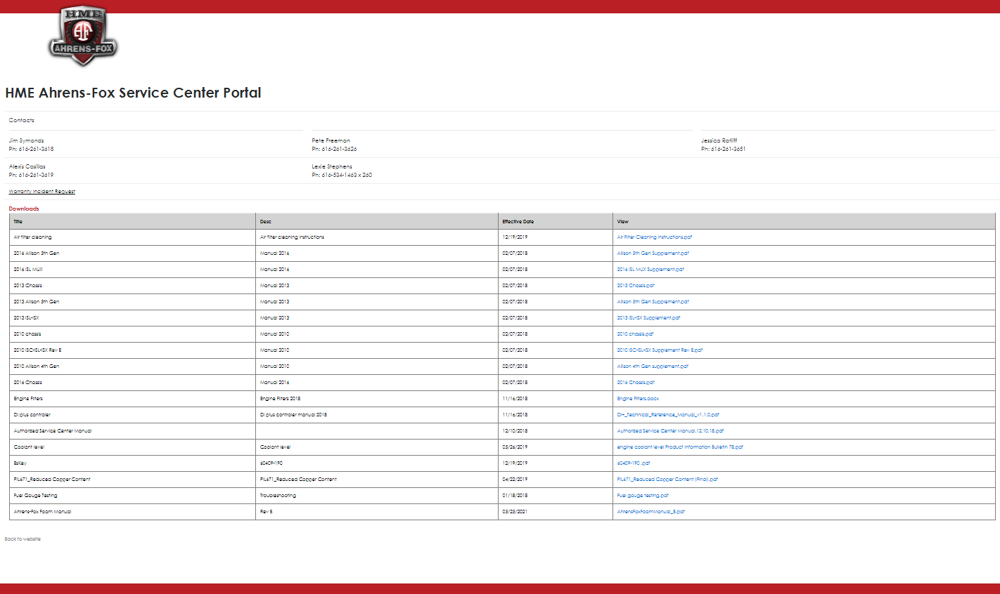 HME
AF
AHRENS-FOX
HME Ahrens-Fox Service Center Portal
Contacts
Jim Symonds Pete Freeman Jessica Ratliff
Ph: 616-261-3618 Ph: 616-261-3626 Ph: 616-261-3651
Alexis Casillas Lexie Stephens
Ph: 616-261-3619 Ph: 616-534-1463 x 260
Warranty Incident Request
Downloads
Title Desc Effective Date View
Air filter cleaning Air filter cleaning instructions 12/19/2019 Air Filter Cleaning Instructions.pdf
2016 Allison 5th Gen Manual 2016 02/07/2018 Allison 5th Gen Supplement.pdf
2016 ISL MUX Manual 2016 02/07/2018 2016 ISL MUX Supplement.pdf
2013 Chassis Manual 2013 02/07/2018 2013 Chassis.pdf
2013 Allison 5th Gen Manual 2013 02/07/2018 Allison 5th Gen Supplement.pdf
2013 ISL-ISX Manual 2013 02/07/2018 2013 ISL-ISX Supplement.pdf
2010 chassis Manual 2010 02/07/2018 2010 chassis.pdf
2010 ISC-ISL-ISX Rev E Manual 2010 02/07/2018 2010 ISC-ISL-ISX Supplement Rev E.pdf
2010 Allison 4th Gen Manual 2010 02/07/2018 Allison 4th Gen supplement.pdf
2016 Chassis Manual 2016 02/07/2018 2016 Chassis.pdf
Engine Filters Engine Filters 2018 11/16/2018 Engine Filters.docx
DI plus controler DI plus controler manual 2018 11/16/2018 DI+_Technical_Reference_Manual_v1.1.0.pdf
Authorized Service Center Manual 12/10/2018 Authorized Service Center Manual.12.10.18.pdf
Coolant level Coolant level 05/26/2019 engine coolant level Product Information Bulletin 78.pdf
EsKey 60409-190 12/19/2019 60409-190 .pdf
PIL671_Reduced Copper Content PIL671_Reduced Copper Content 04/22/2019 PIL671_Reduced Copper Content (Final).pdf
Fuel Gauge Testing Troubleshooting 01/18/2018 Fuel gauge testing.pdf
Ahrens-Fox Foam Manual Rev B 05/25/2021 AhrensFoxFoamManual_B.pdf
Back to website